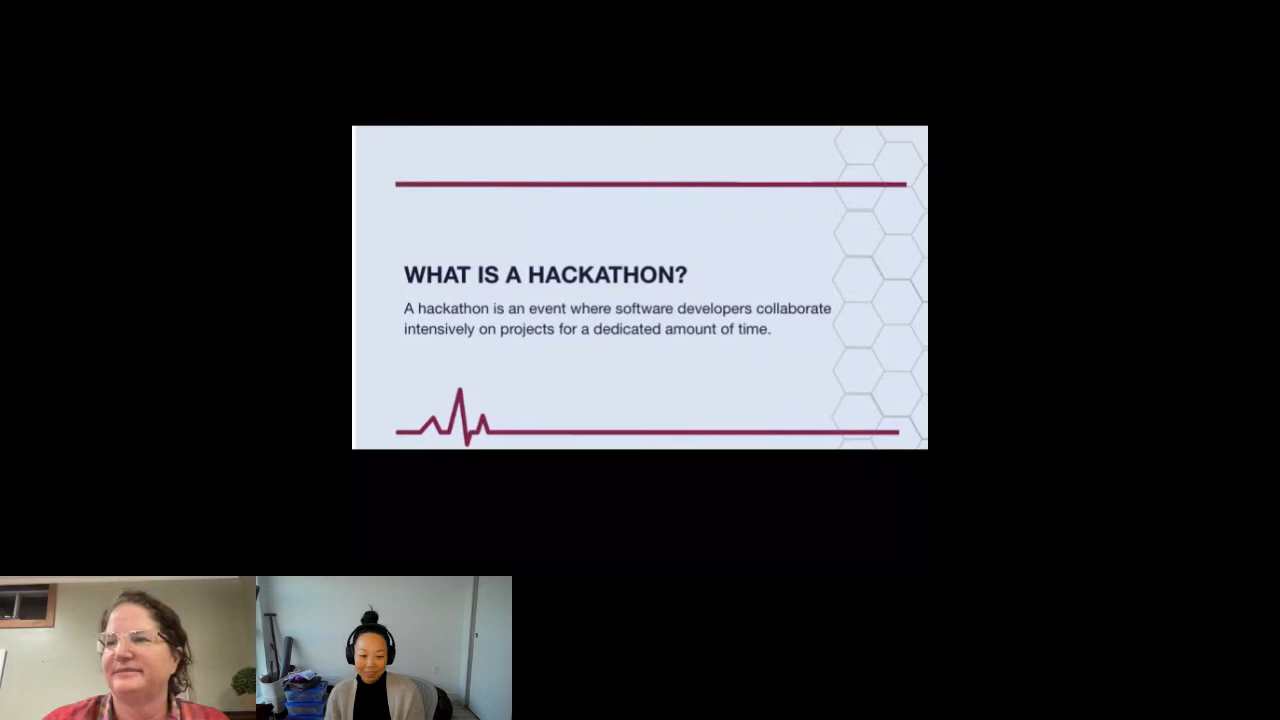 WHAT IS A HACKATHON?
A hackathon is an event where software developers collaborate
intensively on projects for a dedicated amount of time.